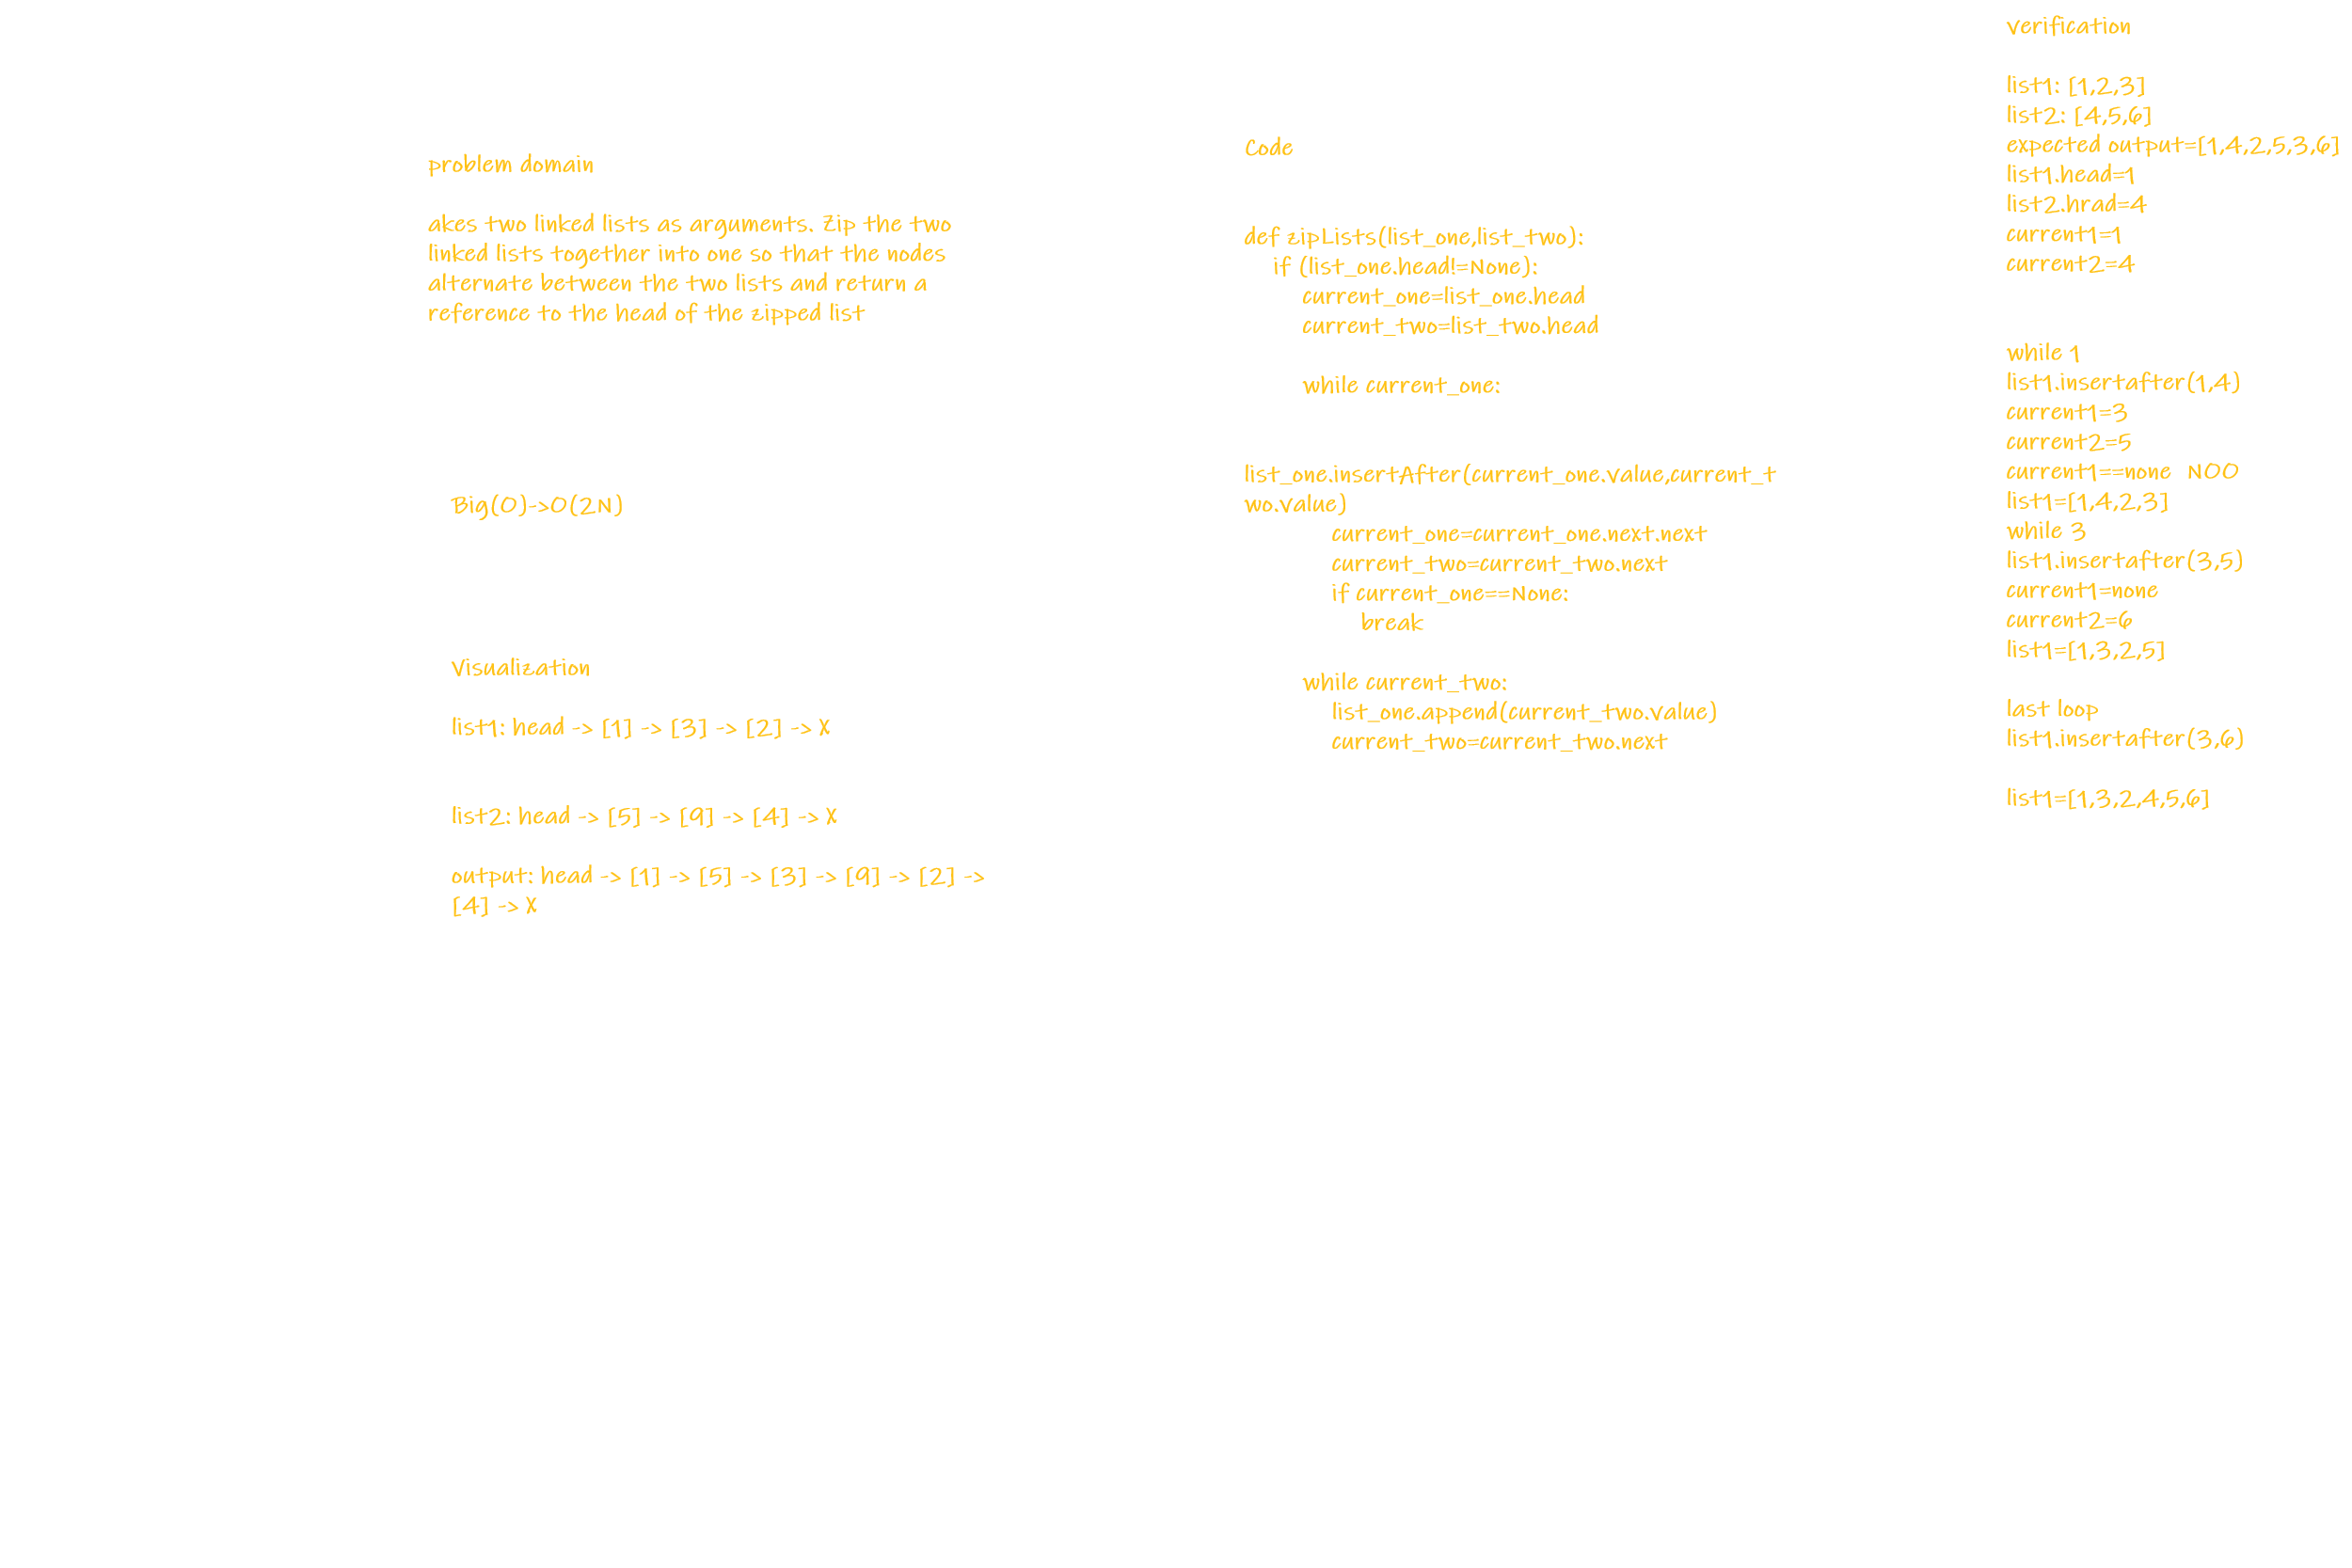 problem domain
akes two linked lists as arguments. Zip the two
linked lists together into one so that the nodes
alternate between the two lists and return a
reference to the head of the zipped list
Big(O)->O(2N)
Visualization
list1: head -> [1] -> [3] -> [2] -> X
list2: head -> [5] -> [9] -> [4] -> X
output: head -> [1] -> [5] -> [3] -> [9] -> [2] ->
[4] -> X
Code
def zipLists(list_one,list_two):
if (list_one.head!=None):
current_one=list_one.head
current_two=list_two.head
while current_one:
list_one.insertAfter(current_one.value,current_t
wo.value)
current_one=current_one.next.next
current_two=current_two.next
if current_one==None:
break
while current_two:
list_one.append(current_two.value)
current_two=current_two.next
verification
list1: [1,2,3]
list2: [4,5,6]
expected output=[1,4,2,5,3,6]
list1.head=1
list2.hrad=4
current1=1
current2=4
while 1
list1.insertafter(1,4)
current1=3
current2=5
current1==none NOO
list1=[1,4,2,3]
while 3
list1.insertafter(3,5)
current1=none
current2=6
list1=[1,3,2,5]
last loop
list1.insertafter(3,6)
list1=[1,3,2,4,5,6]